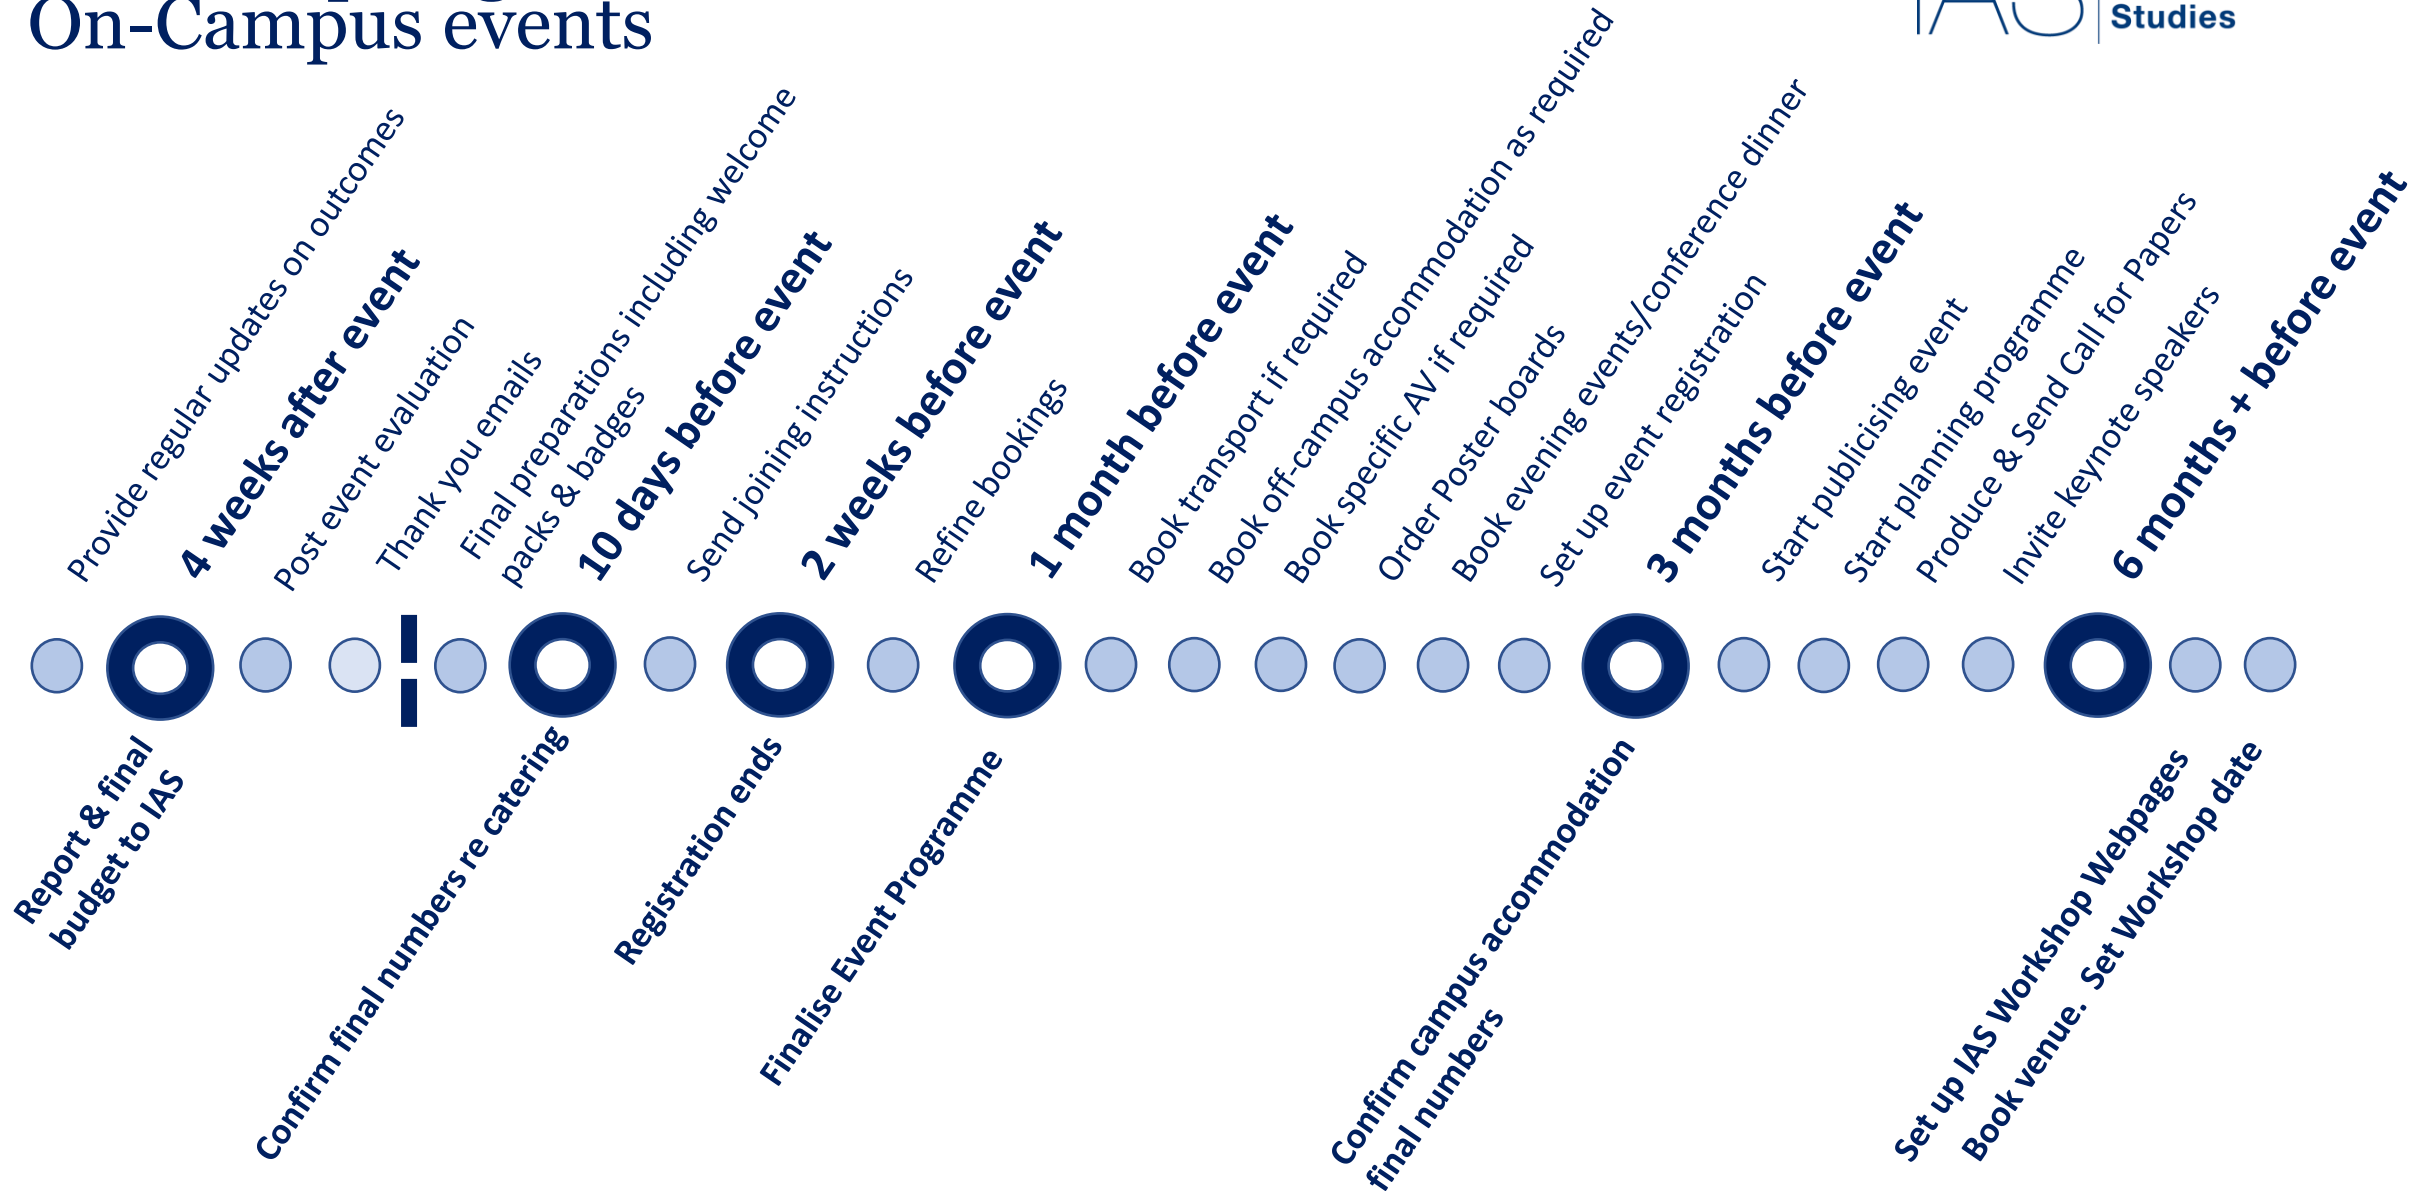 On-Campus events
IAS
Studies
Provide regular updates on outcomes
4 weeks after event
Post event evaluation
Thank you emails
Final preparations including welcome
packs & badges
10 days before event
Send joining instructions
2 weeks before event
Refine bookings
1 month before event
Book transport if required
Book off-campus accommodation as required
Book specific AV if required
Order Poster boards
Book evening events/conference dinner
Set up event registration
3 months before event
Start publicising event
Start planning programme
Produce & Send Call for Papers
Invite keynote speakers
6 months + before event
Report & final
budget to IAS
Confirm final numbers re catering
Registration ends
Finalise Event Programme
Confirm campus accommodation
final numbers
Set up IAS Workshop Webpages
Book venue. Set Workshop date